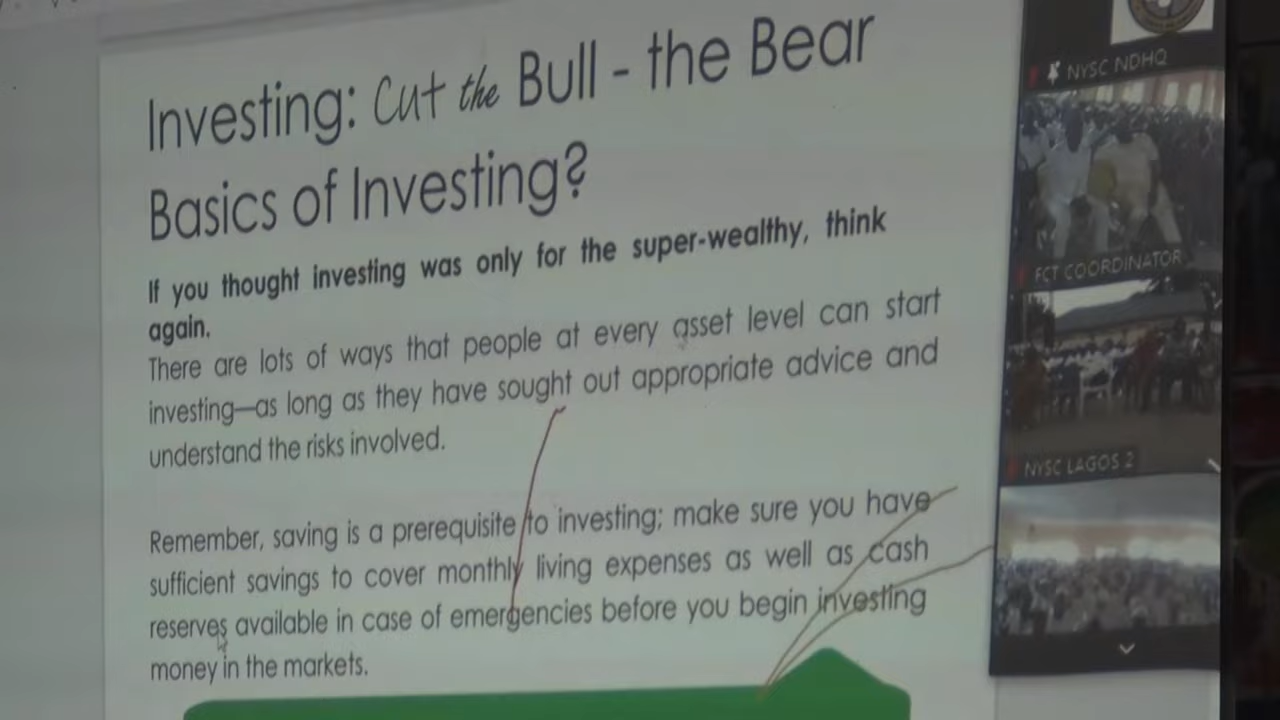 Investing: Cut the Bull - the Bear
Basics of Investing?
If you thought investing was only for the super-wealthy, think
again.
There are lots of ways that people at every asset level can start
investing—as long as they have sought out appropriate advice and
understand the risks involved.
Remember, saving is a prerequisite to investing; make sure you have
sufficient savings to cover monthly living expenses as well as cash
reserves available in case of emergencies before you begin investing
money in the markets.
NYSC NDHQ
FCT COORDINATOR
NYSC LAGOS 2